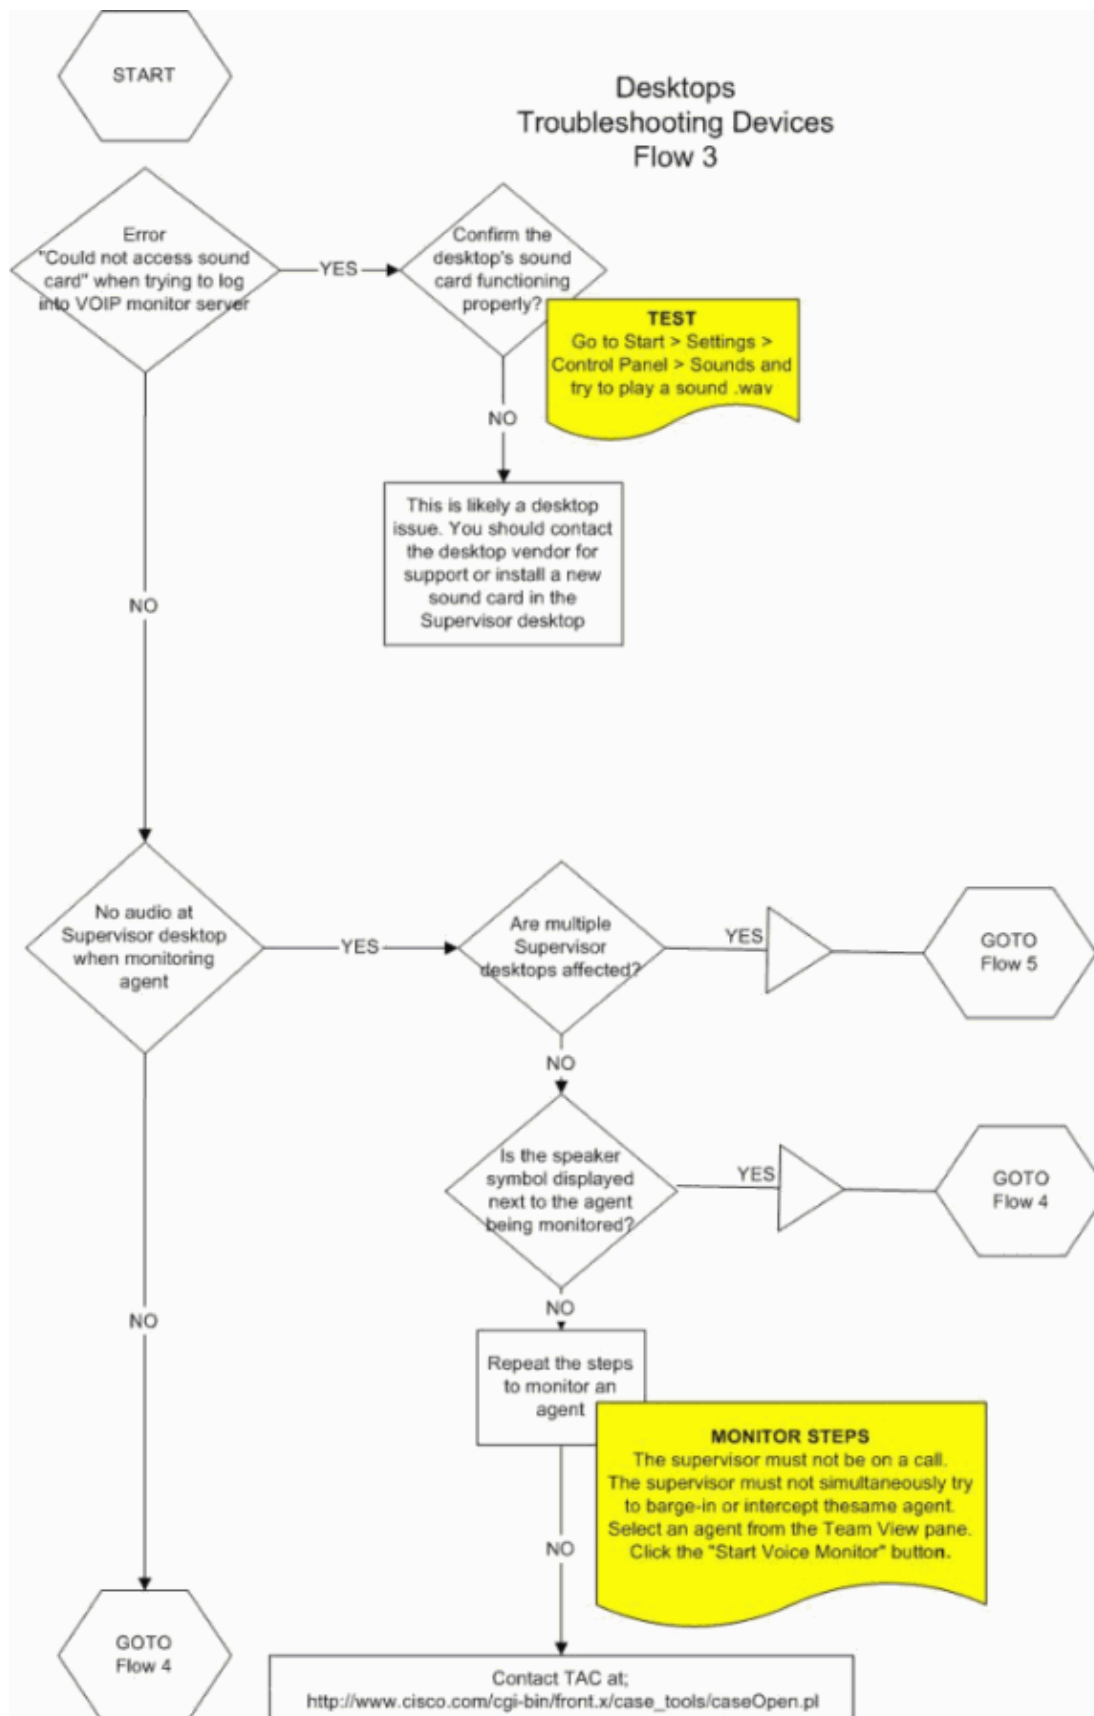 START
Desktops
Troubleshooting Devices
Flow 3
Error
"Could not access sound
card" when trying to log
into VOIP monitor server
YES
Confirm the
desktop's sound
card functioning
properly?
TEST
Go to Start > Settings >
Control Panel > Sounds and
try to play a sound .wav
NO
This is likely a desktop
issue. You should contact
the desktop vendor for
support or install a new
sound card in the
Supervisor desktop
NO
No audio at
Supervisor desktop
when monitoring
agent
YES
Are multiple
Supervisor
desktops affected?
YES
GOTO
Flow 5
NO
Is the speaker
symbol displayed
next to the agent
being monitored?
YES
GOTO
Flow 4
NO
Repeat the steps
to monitor an
agent
MONITOR STEPS
The supervisor must not be on a call.
The supervisor must not simultaneously try
to barge-in or intercept thesame agent.
Select an agent from the Team View pane.
Click the "Start Voice Monitor" button.
NO
NO
GOTO
Flow 4
Contact TAC at;
http://www.cisco.com/cgi-bin/front.x/case_tools/caseOpen.pl